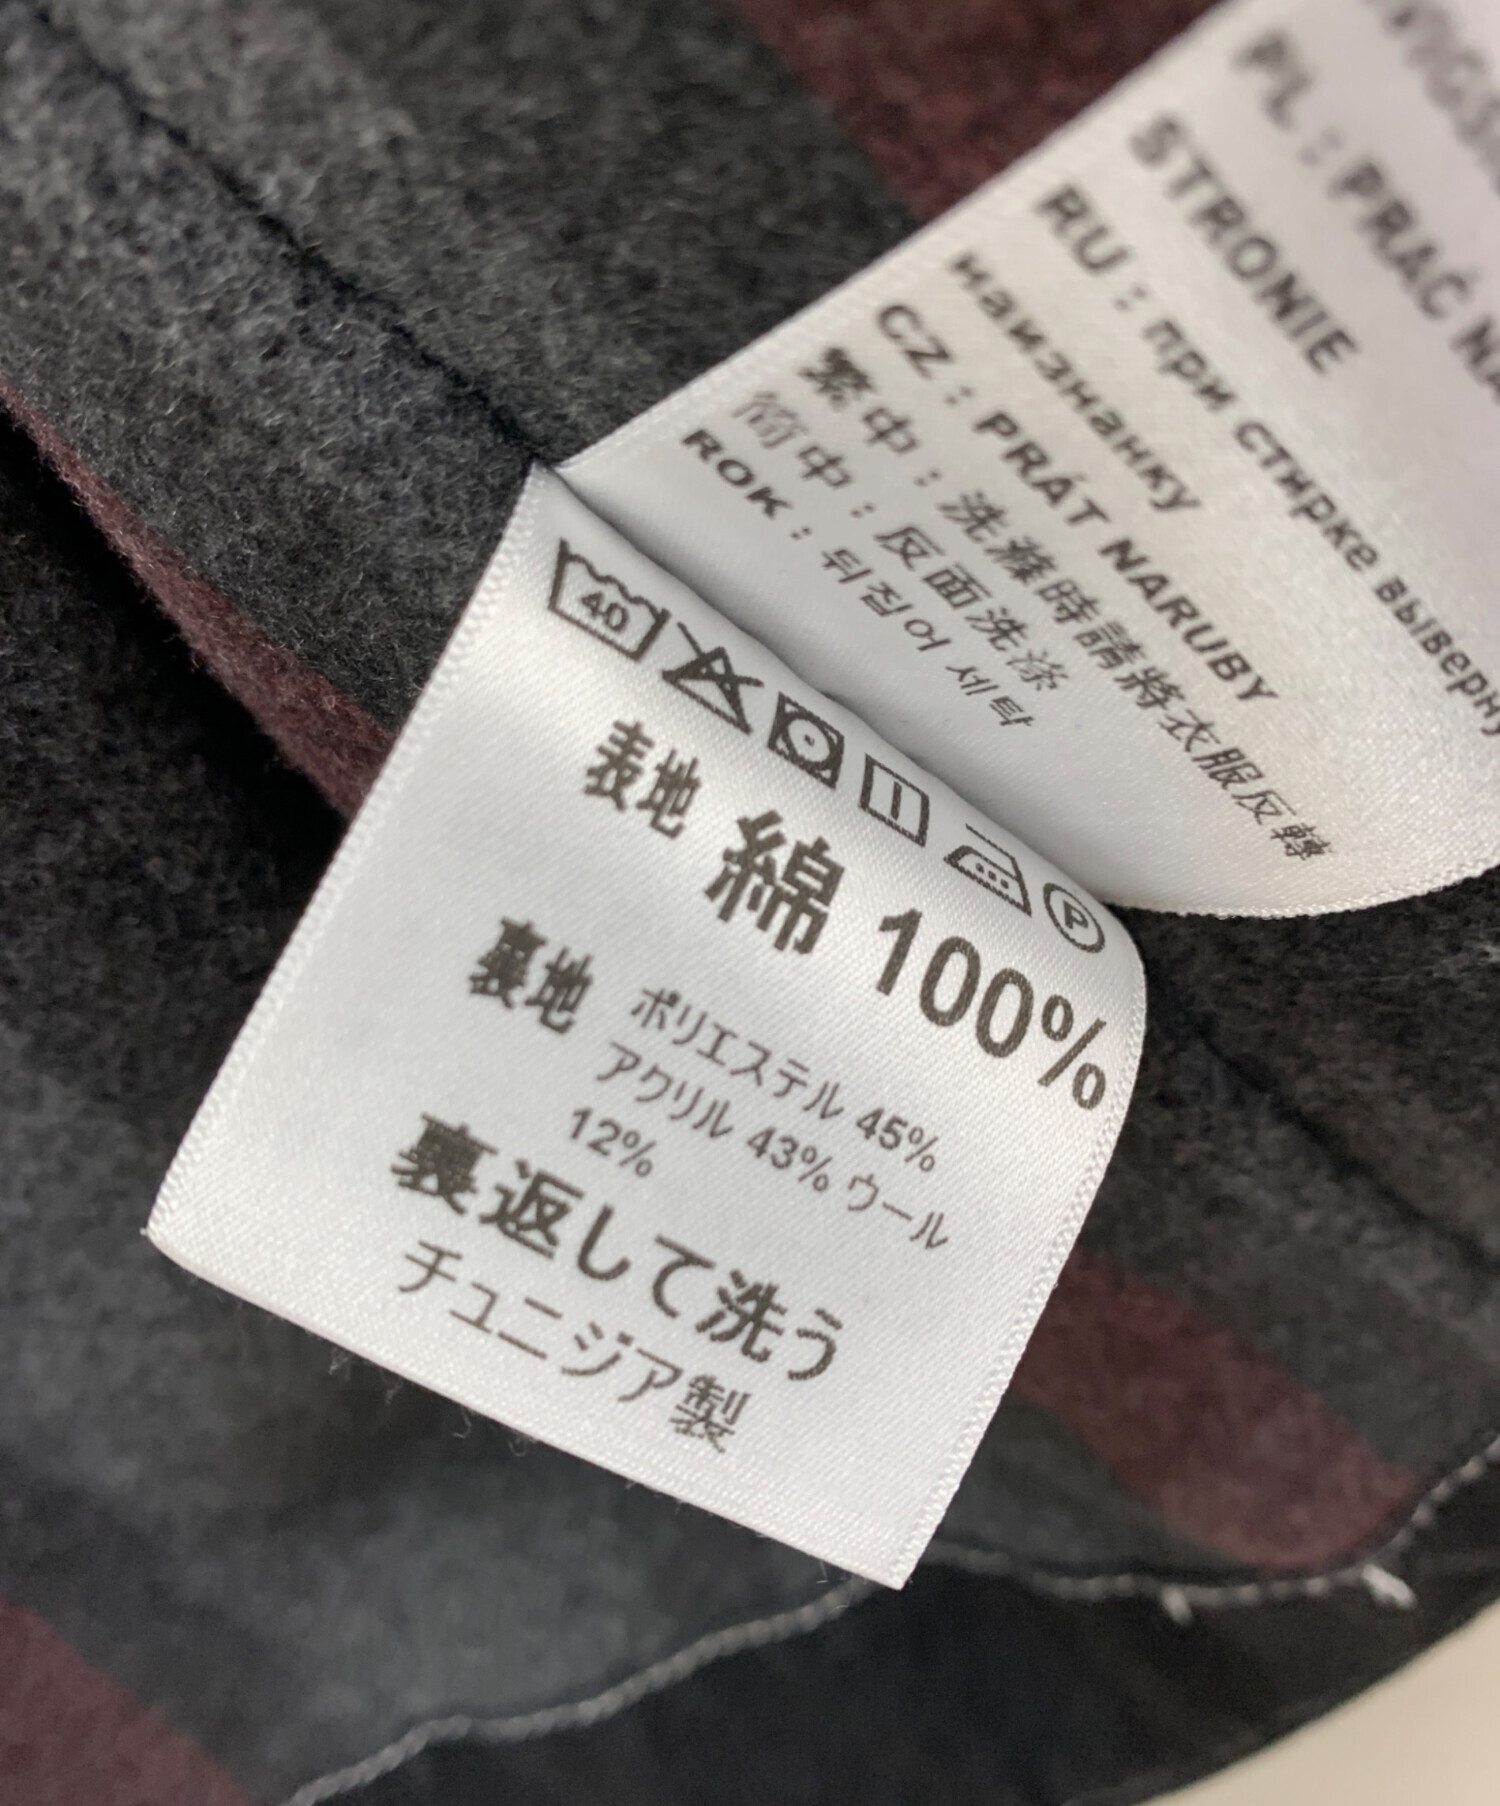 PL : PRAĆ NA
STRONIE
RU : при стирке выверну
наизнанку
CZ : PRÁT NARUBY
繁中 : 洗滌時請將衣服反轉
简中 : 反面洗涤
ROK : 뒤집어 세탁
40
P
表地 綿 100%
裏地 ポリエステル 45%
アクリル 43% ウール
12%
裏返して洗う
チュニジア製